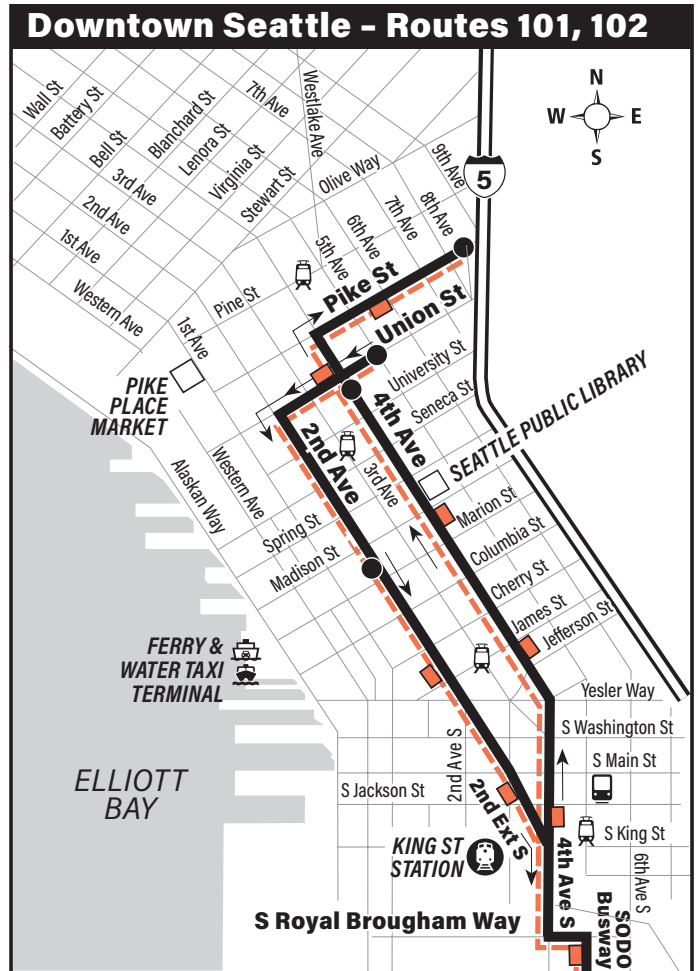 Downtown Seattle – Routes 101, 102
Wall St
Battery St
Bell St
Blanchard St
Lenora St
Virginia St
Stewart St
Westlake Ave
7th Ave
3rd Ave
2nd Ave
1st Ave
Western Ave
Olive Way
9th Ave
8th Ave
7th Ave
6th Ave
5th Ave
N
W
E
S
5
Pine St
Pike St
Union St
1st Ave
PIKE
PLACE
MARKET
University St
Seneca St
4th Ave
SEATTLE PUBLIC LIBRARY
2nd Ave
3rd Ave
Western Ave
Alaskan Way
Spring St
Madison St
Marion St
Columbia St
Cherry St
James St
Jefferson St
FERRY &
WATER TAXI
TERMINAL
Yesler Way
S Washington St
S Main St
ELLIOTT
BAY
S Jackson St
2nd Ave S
2nd Ext S
S King St
KING ST
STATION
4th Ave S
6th Ave S
S Royal Brougham Way
SODO
Busway